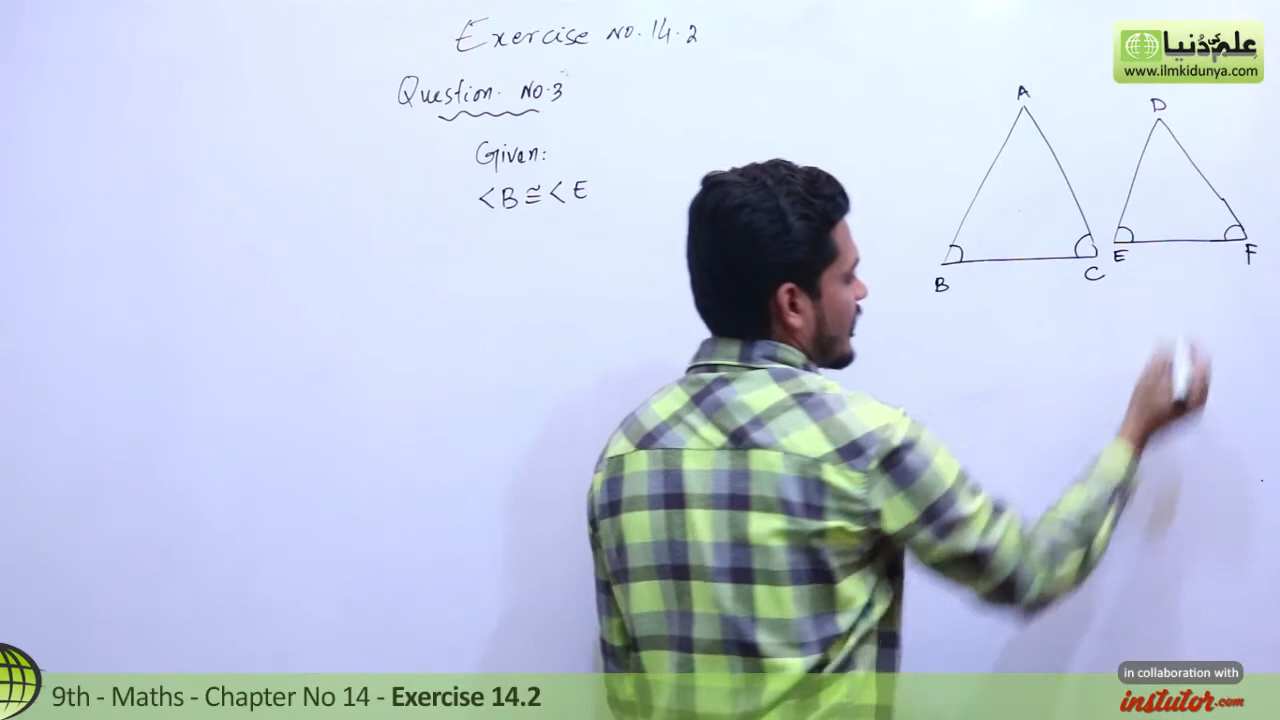 Exercise No. 14.2
Question. No.3
Given:
<B ≅ < E
A
D
B
C
E
F
علم کی دنیا
www.ilmkidunya.com
in collaboration with
instutor.com
9th - Maths - Chapter No 14 - Exercise 14.2